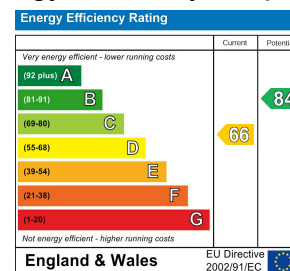 Energy Efficiency Rating
Current
Very energy efficient - lower running costs
(92 plus) A
(81-91) B
84
(69-80) C
66
(55-68) D
(39-54) E
(21-38) F
(1-20) G
Not energy efficient - higher running costs
England & Wales
EU Directive
2002/91/EC